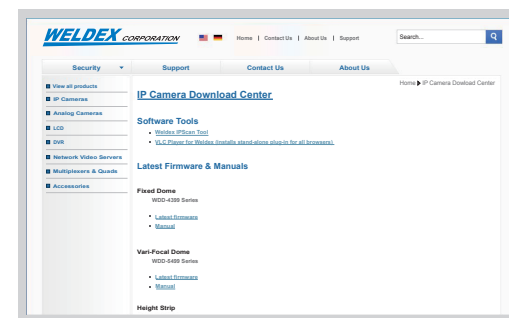 WELDEX CORPORATION
Home | Contact Us | About Us | Support
Search...
Security Support Contact Us About Us
Home IP Camera Dowload Center
View all products
IP Cameras
Analog Cameras
LCD
DVR
Network Video Servers
Multiplexers & Quads
Accessories
IP Camera Download Center
Software Tools
Weldex IPScan Tool
VLC Player for Weldex (installs stand-alone plug-in for all browsers)
Latest Firmware & Manuals
Fixed Dome
WDD-4399 Series
Latest firmware
Manual
Vari-Focal Dome
WDD-5499 Series
Latest firmware
Manual
Height Strip